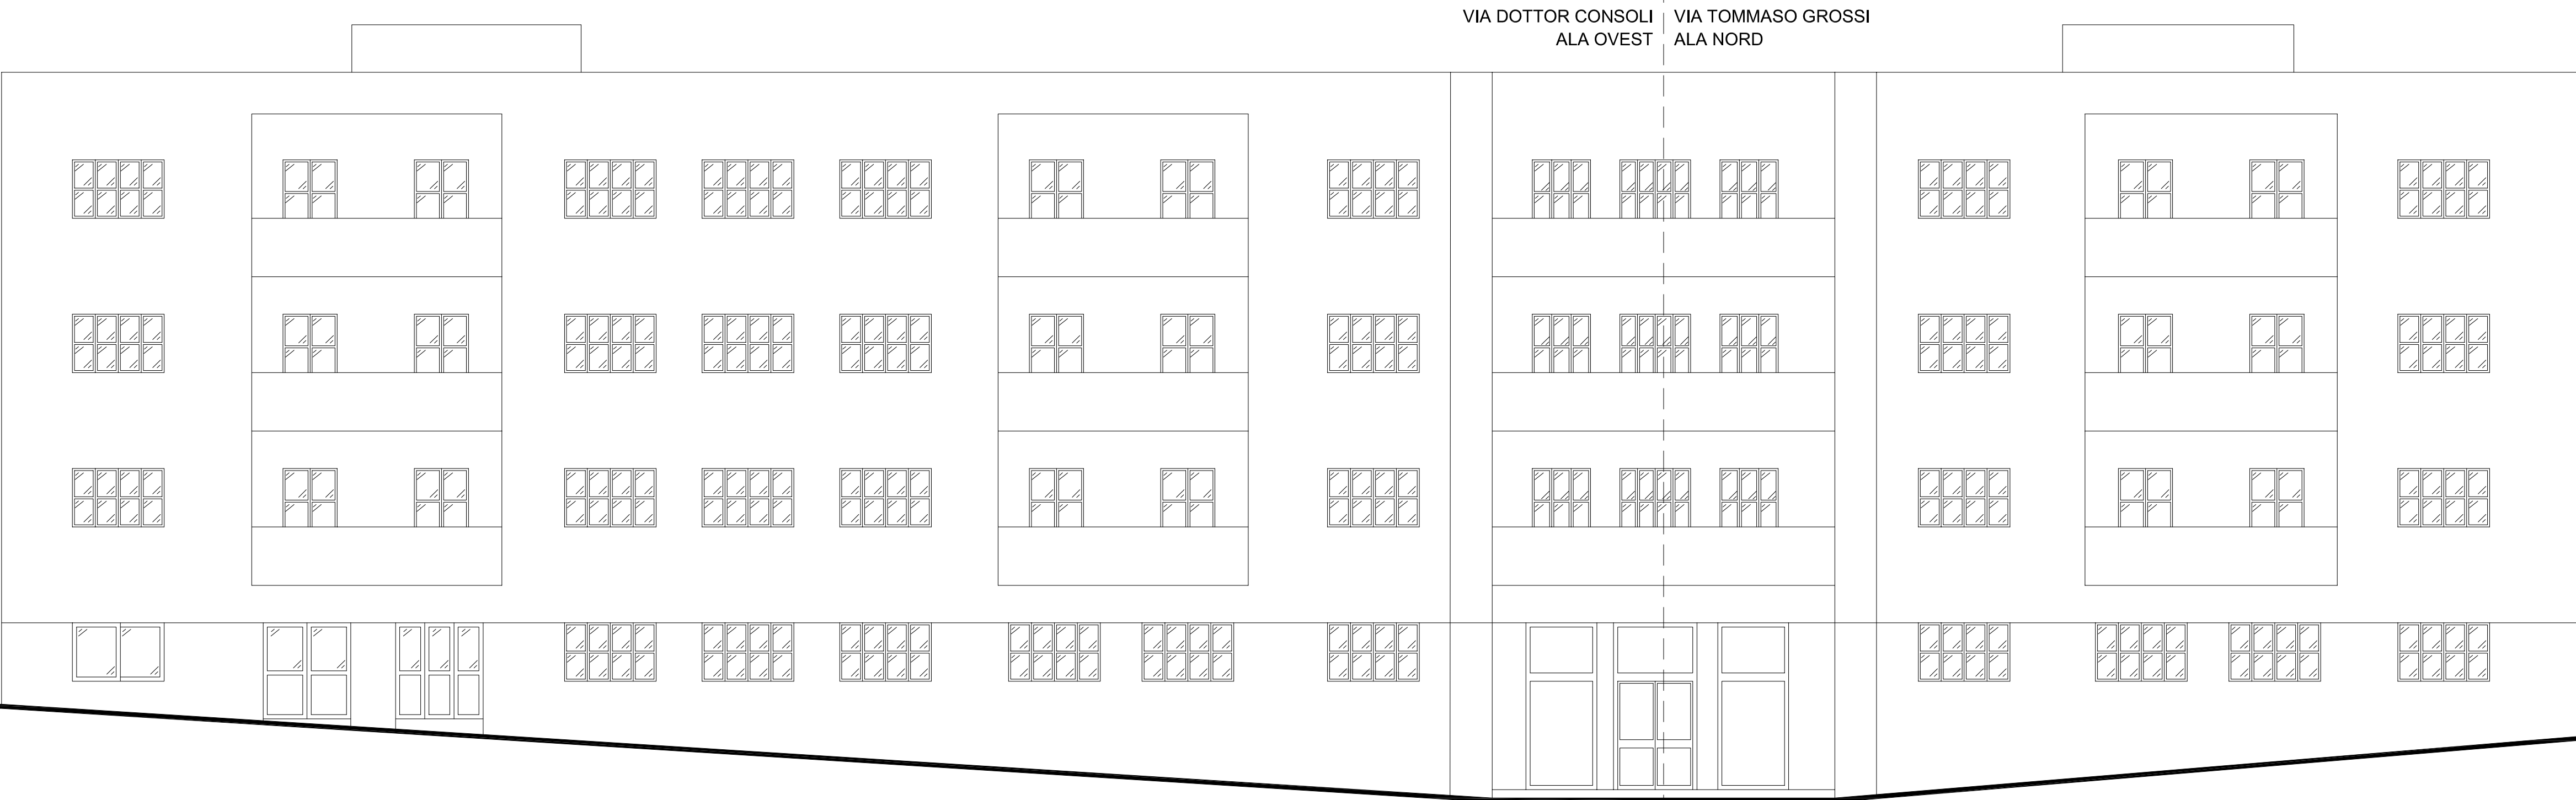 VIA DOTTOR CONSOLI
ALA OVEST
VIA TOMMASO GROSSI
ALA NORD